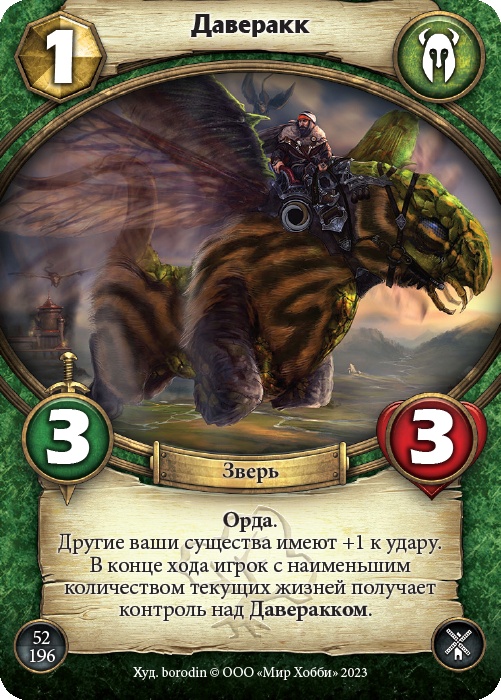 Даверакк
1
3
3
Зверь
Орда.
Другие ваши существа имеют +1 к удару.
В конце хода игрок с наименьшим
количеством текущих жизней получает
контроль над Даверакком.
52
196
Худ. borodin © ООО «Мир Хобби» 2023